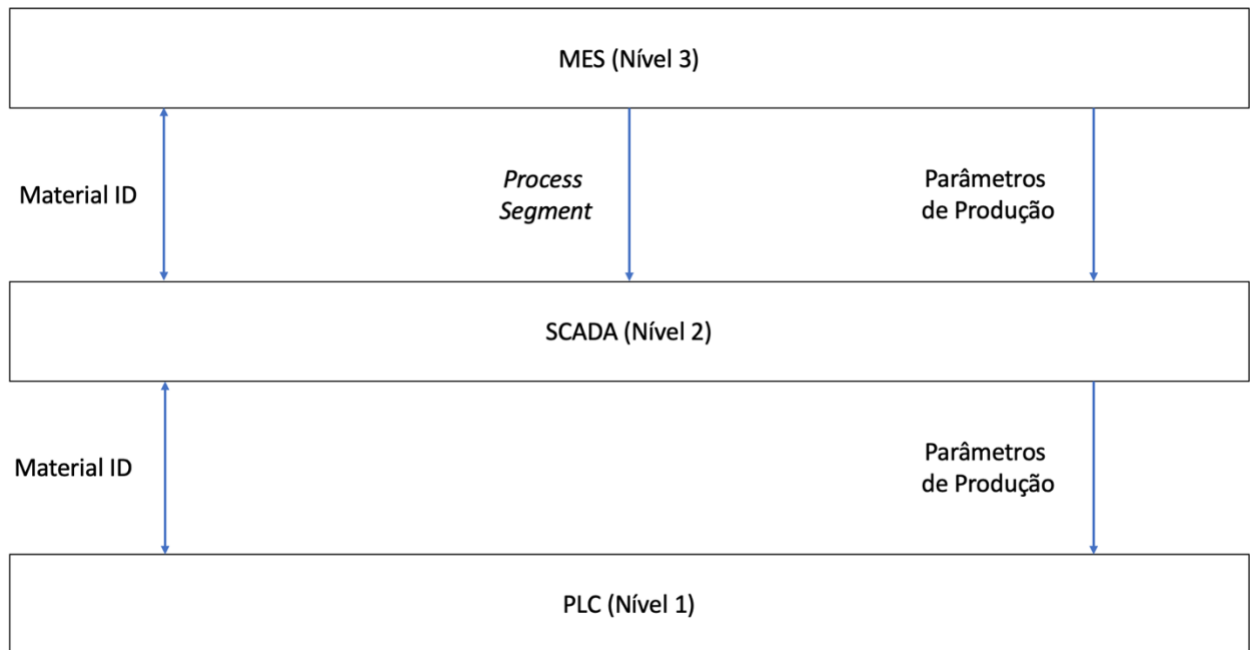 MES (Nível 3)
Material ID
Process
Segment
Parâmetros
de Produção
SCADA (Nível 2)
Material ID
Parâmetros
de Produção
PLC (Nível 1)